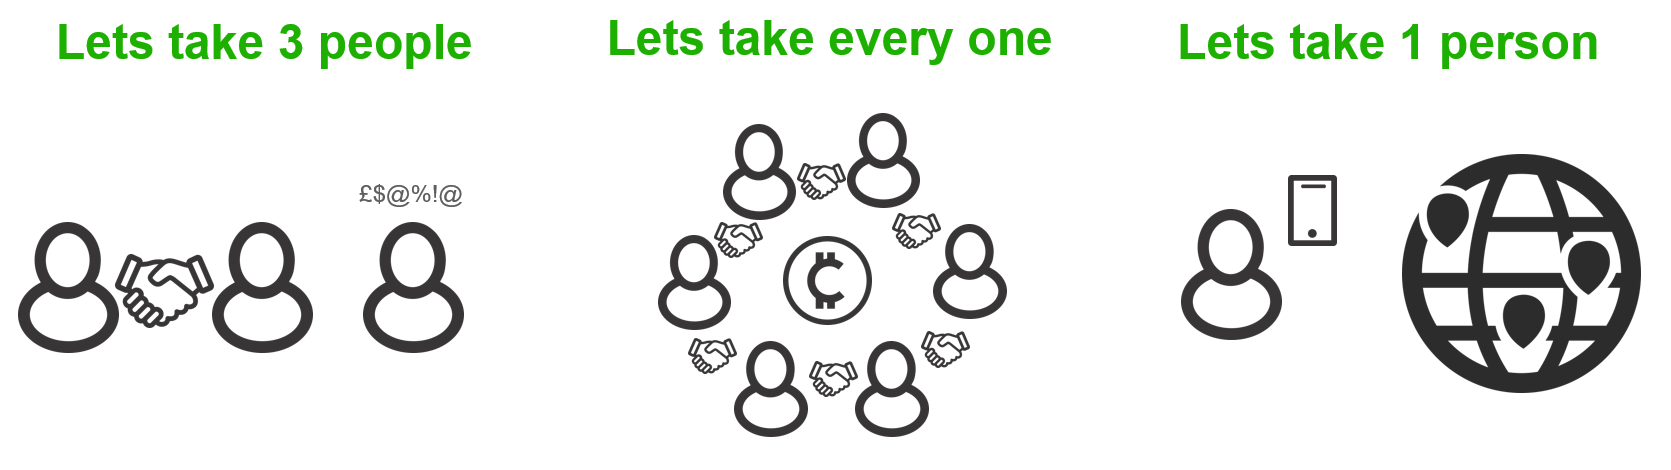 Lets take 3 people
Lets take every one
Lets take 1 person
£$@%!@